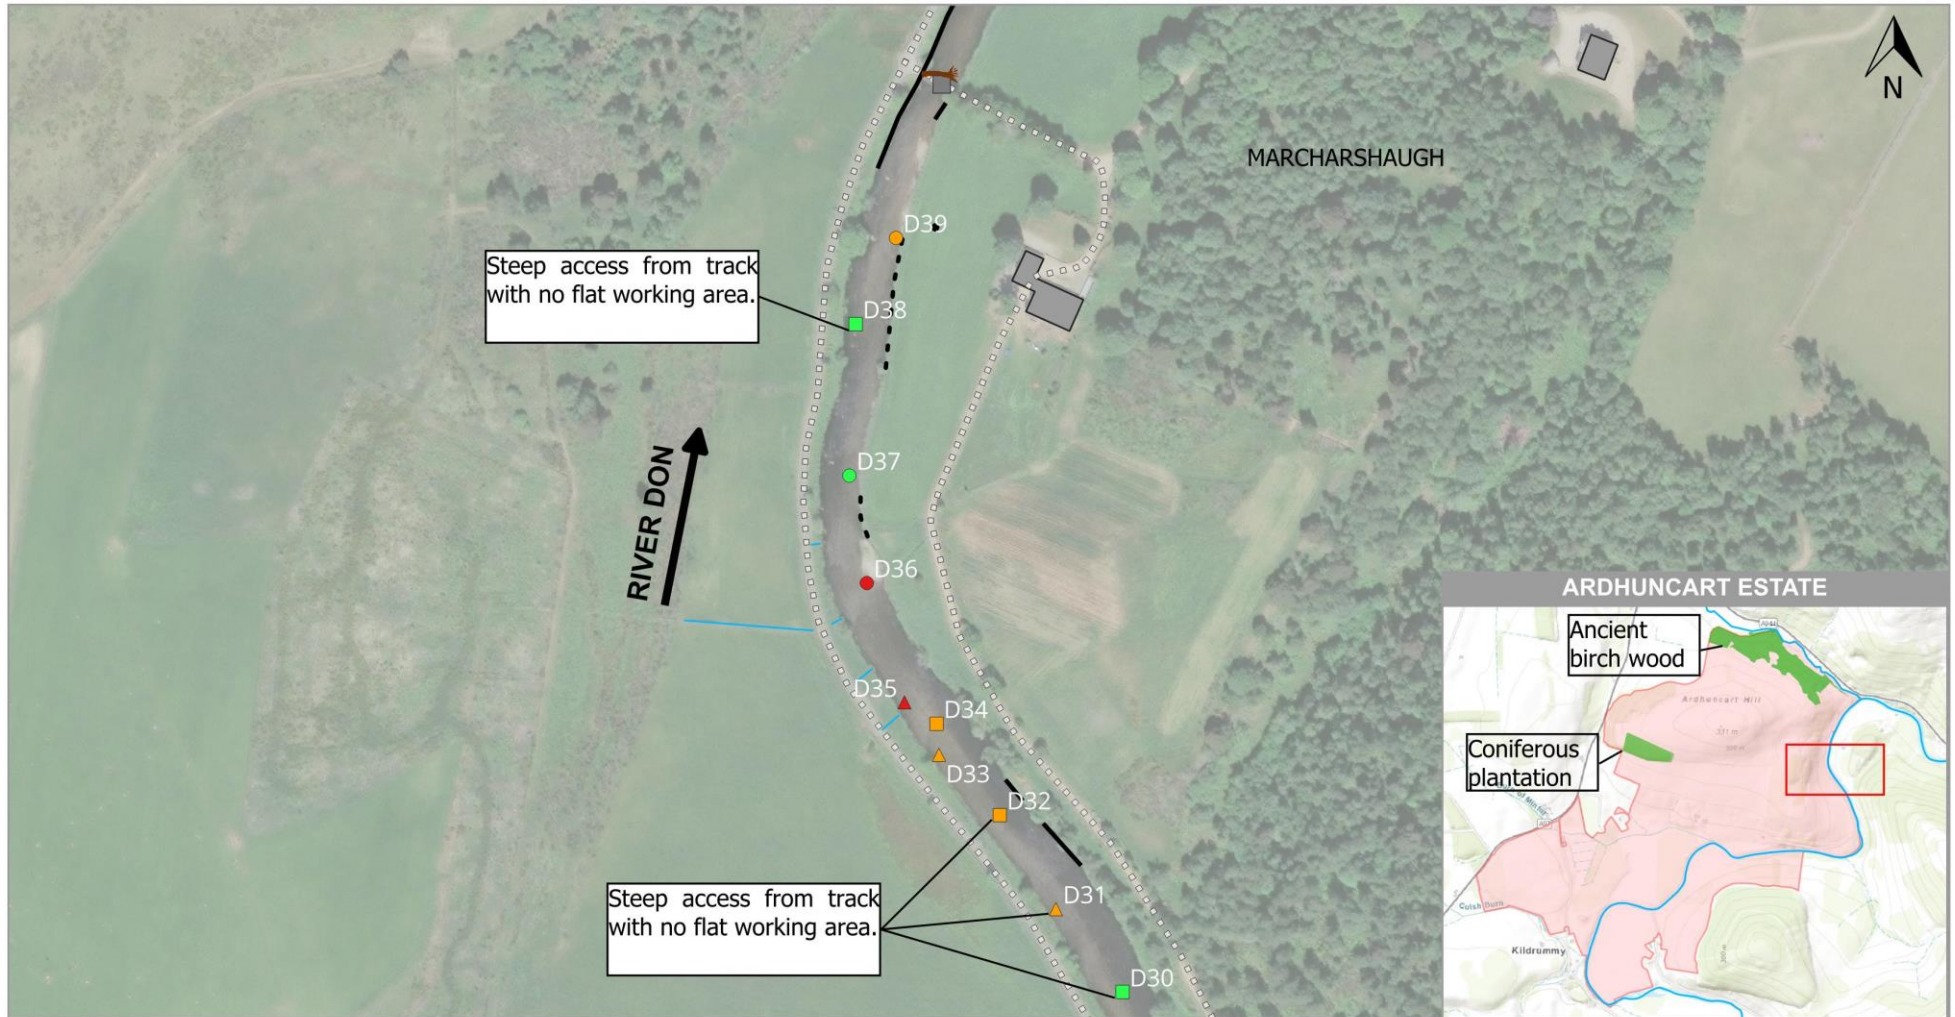 N
MARCHARSHAUGH
D39
Steep access from track
with no flat working area.
D38
D37
RIVER DON
D36
D35
D34
D33
D32
Steep access from track
with no flat working area.
D31
D30
ARDHUNCART ESTATE
Ancient
birch wood
Ardhuncart Hill
Coniferous
plantation
Kildrummy